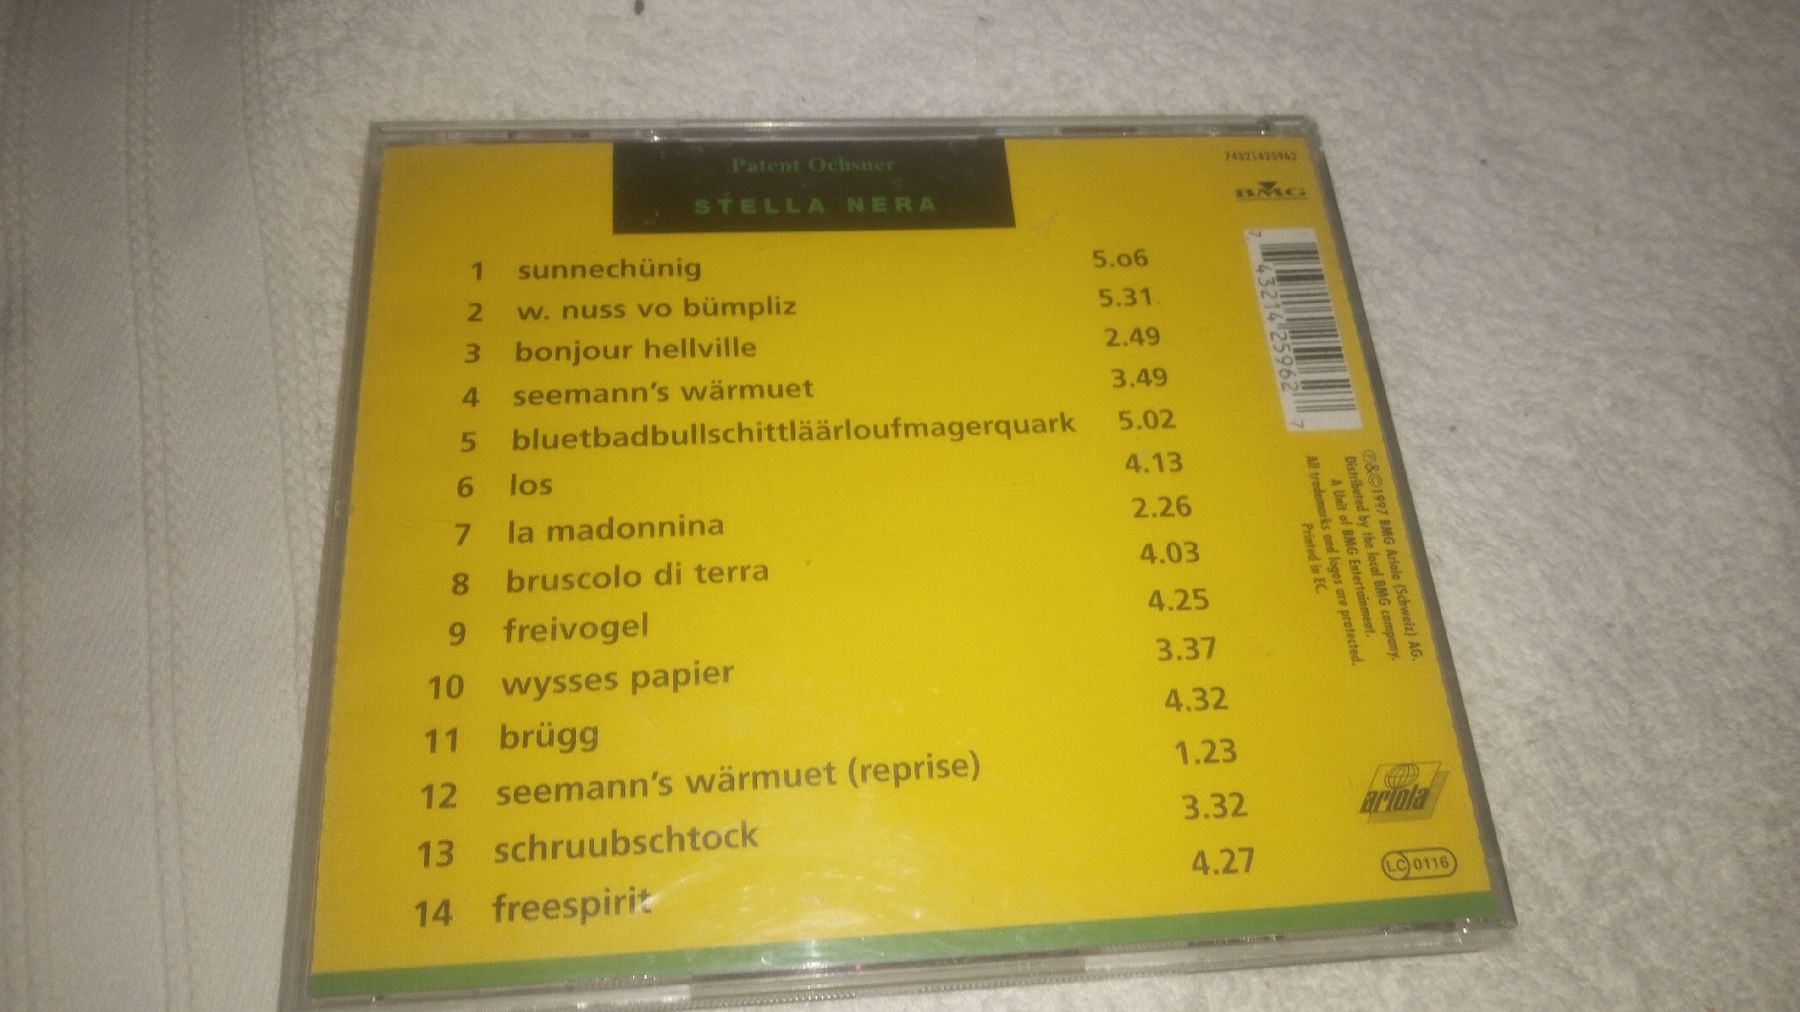 Patent Ochsner
STELLA NERA
74321425962
BMG
1 sunnechünig 5.o6
2 w. nuss vo bümpliz 5.31
3 bonjour hellville 2.49
4 seemann's wärmuet 3.49
5 bluetbadbullschittläärloufmagerquark 5.02
6 los 4.13
7 la madonnina 2.26
8 bruscolo di terra 4.03
9 freivogel 4.25
10 wysses papier 3.37
11 brügg 4.32
12 seemann's wärmuet (reprise) 1.23
13 schruubschtock 3.32
14 freespirit 4.27
7 43214 25962 7
℗&©1997 BMG Ariola (Schweiz) AG.
Distributed by the local BMG company.
A Unit of BMG Entertainment.
All trademarks and logos are protected.
Printed in EC.
ariola
LC 0116